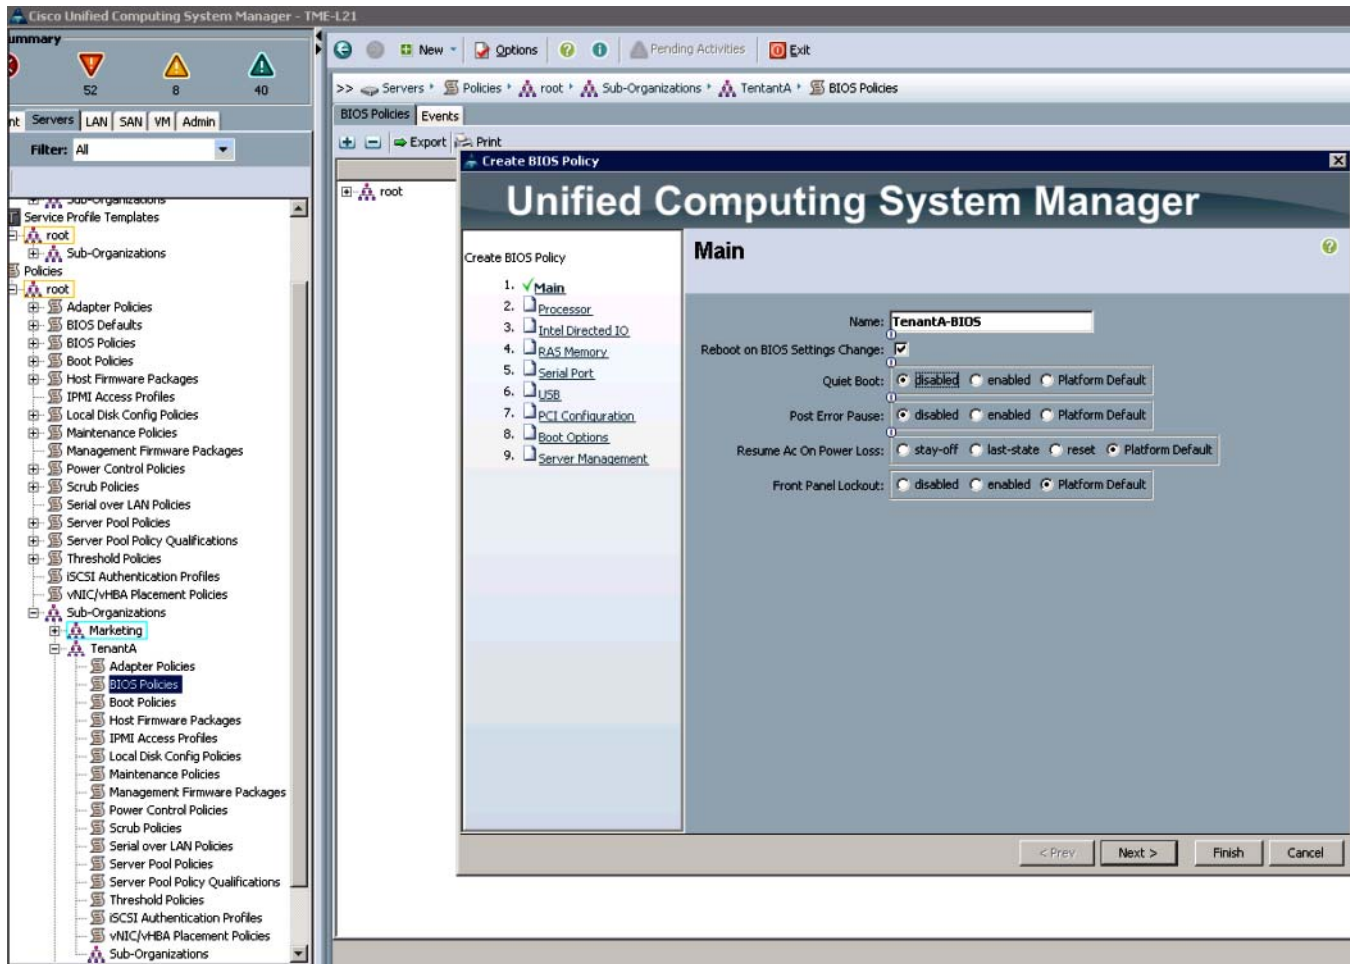 Cisco Unified Computing System Manager - TME-L21
ummary
52 8 40
nt Servers LAN SAN VM Admin
Filter: All
Sub-Organizations
Service Profile Templates
root
Sub-Organizations
Policies
root
Adapter Policies
BIOS Defaults
BIOS Policies
Boot Policies
Host Firmware Packages
IPMI Access Profiles
Local Disk Config Policies
Maintenance Policies
Management Firmware Packages
Power Control Policies
Scrub Policies
Serial over LAN Policies
Server Pool Policies
Server Pool Policy Qualifications
Threshold Policies
iSCSI Authentication Profiles
vNIC/vHBA Placement Policies
Sub-Organizations
Marketing
TenantA
Adapter Policies
BIOS Policies
Boot Policies
Host Firmware Packages
IPMI Access Profiles
Local Disk Config Policies
Maintenance Policies
Management Firmware Packages
Power Control Policies
Scrub Policies
Serial over LAN Policies
Server Pool Policies
Server Pool Policy Qualifications
Threshold Policies
iSCSI Authentication Profiles
vNIC/vHBA Placement Policies
Sub-Organizations
New Options Pending Activities Exit
>> Servers Policies root Sub-Organizations TentantA BIOS Policies
BIOS Policies Events
Export Print
root
Create BIOS Policy
Unified Computing System Manager
Create BIOS Policy
1. Main
2. Processor
3. Intel Directed IO
4. RAS Memory
5. Serial Port
6. USB
7. PCI Configuration
8. Boot Options
9. Server Management
Main
Name: TenantA-BIOS
Reboot on BIOS Settings Change:
Quiet Boot: disabled enabled Platform Default
Post Error Pause: disabled enabled Platform Default
Resume Ac On Power Loss: stay-off last-state reset Platform Default
Front Panel Lockout: disabled enabled Platform Default
< Prev Next > Finish Cancel